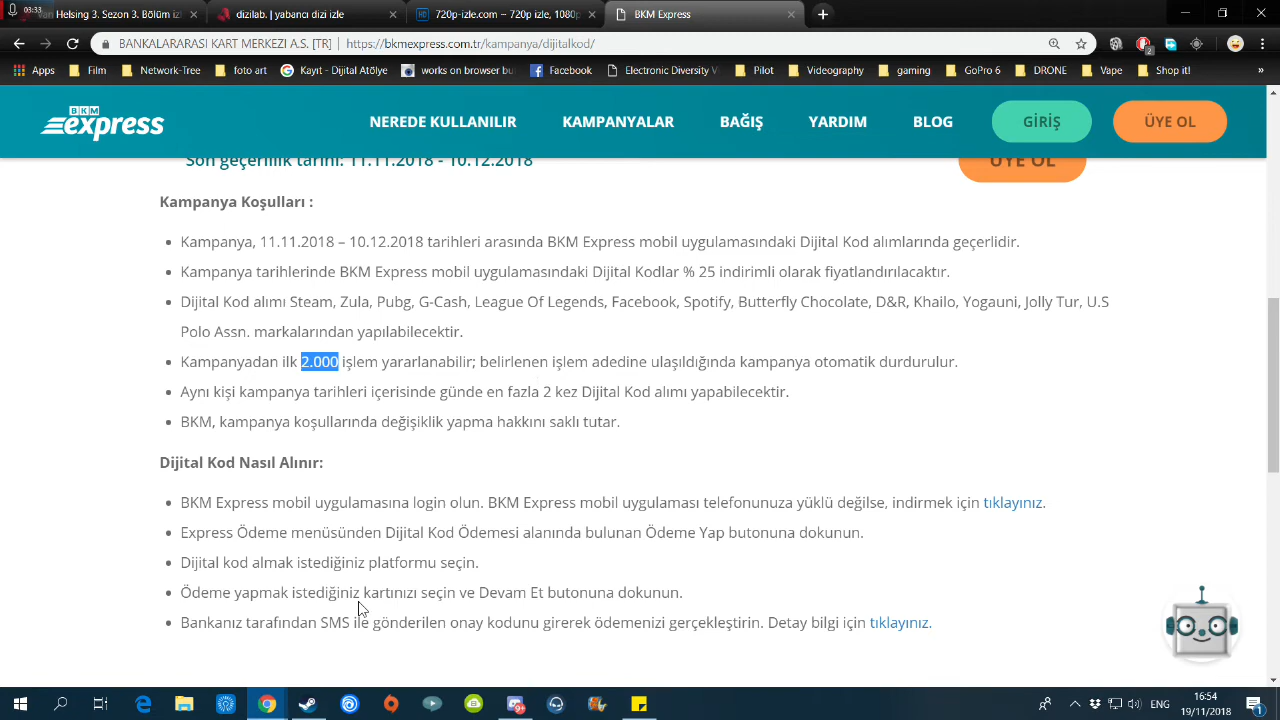 03:33
Van Helsing 3. Sezon 3. Bölüm izl
dizilab. | yabancı dizi izle
720p-izle.com – 720p izle, 1080p
BKM Express
BANKALARARASI KART MERKEZI A.S. [TR] | https://bkmexpress.com.tr/kampanya/dijitalkod/
Apps Film Network-Tree foto art Kayıt - Dijital Atölye works on browser bu Facebook Electronic Diversity V Pilot Videography gaming GoPro 6 DRONE Vape Shop it! »
BKM express
NEREDE KULLANILIR KAMPANYALAR BAĞIŞ YARDIM BLOG GİRİŞ ÜYE OL
Son geçerlilik tarihi: 11.11.2018 - 10.12.2018
ÜYE OL
Kampanya Koşulları :
Kampanya, 11.11.2018 – 10.12.2018 tarihleri arasında BKM Express mobil uygulamasındaki Dijital Kod alımlarında geçerlidir.
Kampanya tarihlerinde BKM Express mobil uygulamasındaki Dijital Kodlar % 25 indirimli olarak fiyatlandırılacaktır.
Dijital Kod alımı Steam, Zula, Pubg, G-Cash, League Of Legends, Facebook, Spotify, Butterfly Chocolate, D&R, Khailo, Yogauni, Jolly Tur, U.S
Polo Assn. markalarından yapılabilecektir.
Kampanyadan ilk 2.000 işlem yararlanabilir; belirlenen işlem adedine ulaşıldığında kampanya otomatik durdurulur.
Aynı kişi kampanya tarihleri içerisinde günde en fazla 2 kez Dijital Kod alımı yapabilecektir.
BKM, kampanya koşullarında değişiklik yapma hakkını saklı tutar.
Dijital Kod Nasıl Alınır:
BKM Express mobil uygulamasına login olun. BKM Express mobil uygulaması telefonunuza yüklü değilse, indirmek için tıklayınız.
Express Ödeme menüsünden Dijital Kod Ödemesi alanında bulunan Ödeme Yap butonuna dokunun.
Dijital kod almak istediğiniz platformu seçin.
Ödeme yapmak istediğiniz kartınızı seçin ve Devam Et butonuna dokunun.
Bankanız tarafından SMS ile gönderilen onay kodunu girerek ödemenizi gerçekleştirin. Detay bilgi için tıklayınız.
ENG
16:54
19/11/2018